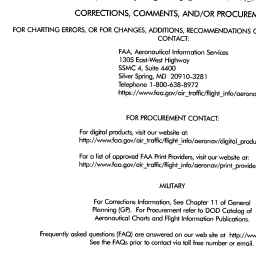 CORRECTIONS, COMMENTS, AND/OR PROCUREM
FOR CHARTING ERRORS, OR FOR CHANGES, ADDITIONS, RECOMMENDATIONS
CONTACT:
FAA, Aeronautical Information Services
1305 East-West Highway
SSMC 4, Suite 4400
Silver Spring, MD 20910-3281
Telephone 1-800-638-8972
https://www.faa.gov/air_traffic/flight_info/aerona
FOR PROCUREMENT CONTACT:
For digital products, visit our website at:
http://www.faa.gov/air_traffic/flight_info/aeronav/digital_produ
For a list of approved FAA Print Providers, visit our website at:
http://www.faa.gov/air_traffic/flight_info/aeronav/print_provide
MILITARY
For Corrections Information, See Chapter 11 of General
Planning (GP). For Procurement refer to DOD Catalog of
Aeronautical Charts and Flight Information Publications.
Frequently asked questions (FAQ) are answered on our web site at http://ww
See the FAQs prior to contact via toll free number or email.